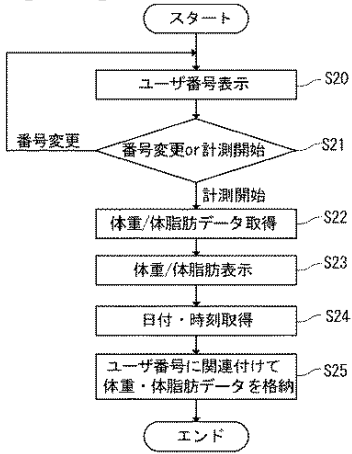 スタート
ユーザ番号表示
S20
番号変更
番号変更or計測開始
S21
計測開始
体重/体脂肪データ取得
S22
体重/体脂肪表示
S23
日付・時刻取得
S24
ユーザ番号に関連付けて
体重・体脂肪データを格納
S25
エンド